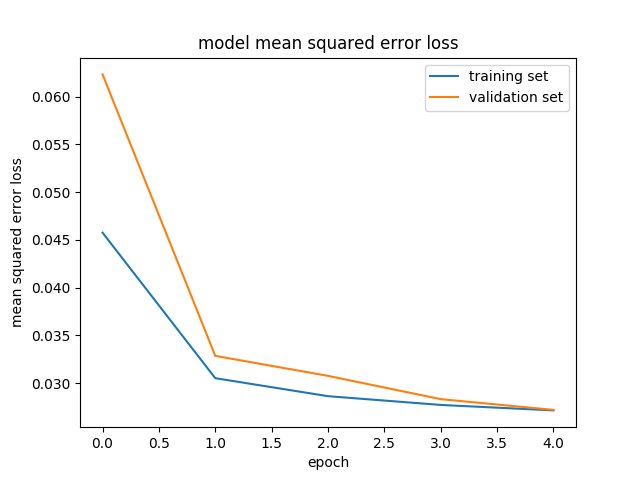 model mean squared error loss
training set
validation set
0.060
0.055
0.050
0.045
0.040
0.035
0.030
mean squared error loss
0.0 0.5 1.0 1.5 2.0 2.5 3.0 3.5 4.0
epoch